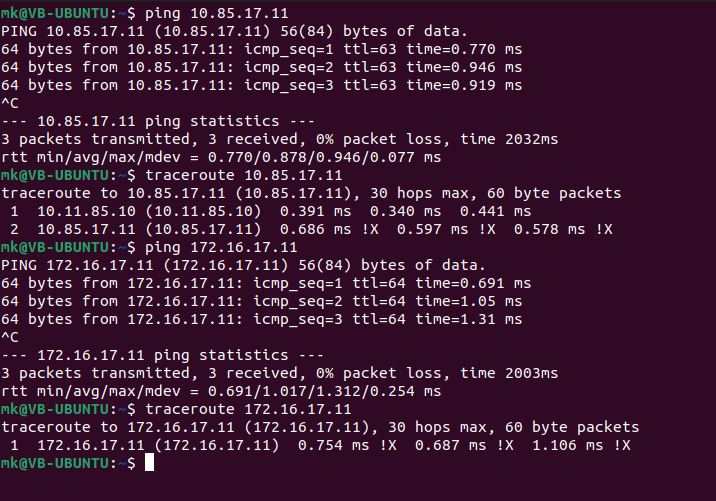 mk@VB-UBUNTU:~$ ping 10.85.17.11
PING 10.85.17.11 (10.85.17.11) 56(84) bytes of data.
64 bytes from 10.85.17.11: icmp_seq=1 ttl=63 time=0.770 ms
64 bytes from 10.85.17.11: icmp_seq=2 ttl=63 time=0.946 ms
64 bytes from 10.85.17.11: icmp_seq=3 ttl=63 time=0.919 ms
^C
--- 10.85.17.11 ping statistics ---
3 packets transmitted, 3 received, 0% packet loss, time 2032ms
rtt min/avg/max/mdev = 0.770/0.878/0.946/0.077 ms
mk@VB-UBUNTU:~$ traceroute 10.85.17.11
traceroute to 10.85.17.11 (10.85.17.11), 30 hops max, 60 byte packets
 1  10.11.85.10 (10.11.85.10)  0.391 ms  0.340 ms  0.441 ms
 2  10.85.17.11 (10.85.17.11)  0.686 ms !X  0.597 ms !X  0.578 ms !X
mk@VB-UBUNTU:~$ ping 172.16.17.11
PING 172.16.17.11 (172.16.17.11) 56(84) bytes of data.
64 bytes from 172.16.17.11: icmp_seq=1 ttl=64 time=0.691 ms
64 bytes from 172.16.17.11: icmp_seq=2 ttl=64 time=1.05 ms
64 bytes from 172.16.17.11: icmp_seq=3 ttl=64 time=1.31 ms
^C
--- 172.16.17.11 ping statistics ---
3 packets transmitted, 3 received, 0% packet loss, time 2003ms
rtt min/avg/max/mdev = 0.691/1.017/1.312/0.254 ms
mk@VB-UBUNTU:~$ traceroute 172.16.17.11
traceroute to 172.16.17.11 (172.16.17.11), 30 hops max, 60 byte packets
 1  172.16.17.11 (172.16.17.11)  0.754 ms !X  0.687 ms !X  1.106 ms !X
mk@VB-UBUNTU:~$